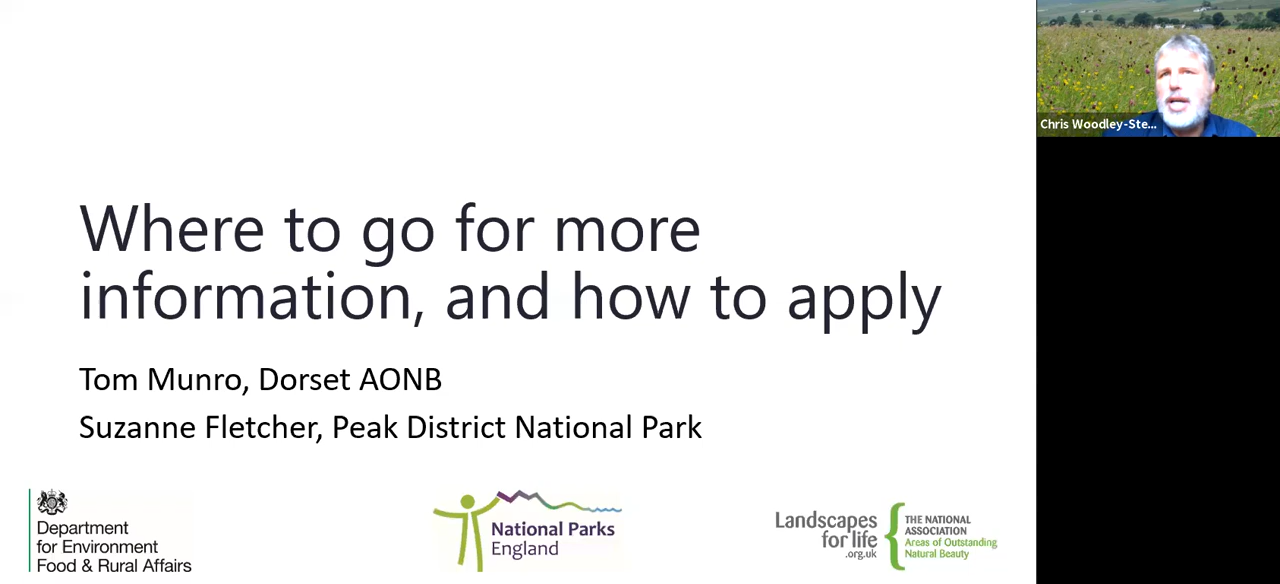 Chris Woodley-Ste...
Where to go for more
information, and how to apply
Tom Munro, Dorset AONB
Suzanne Fletcher, Peak District National Park
Department
for Environment
Food & Rural Affairs
National Parks
England
Landscapes
for life
.org.uk
THE NATIONAL
ASSOCIATION
Areas of Outstanding
Natural Beauty